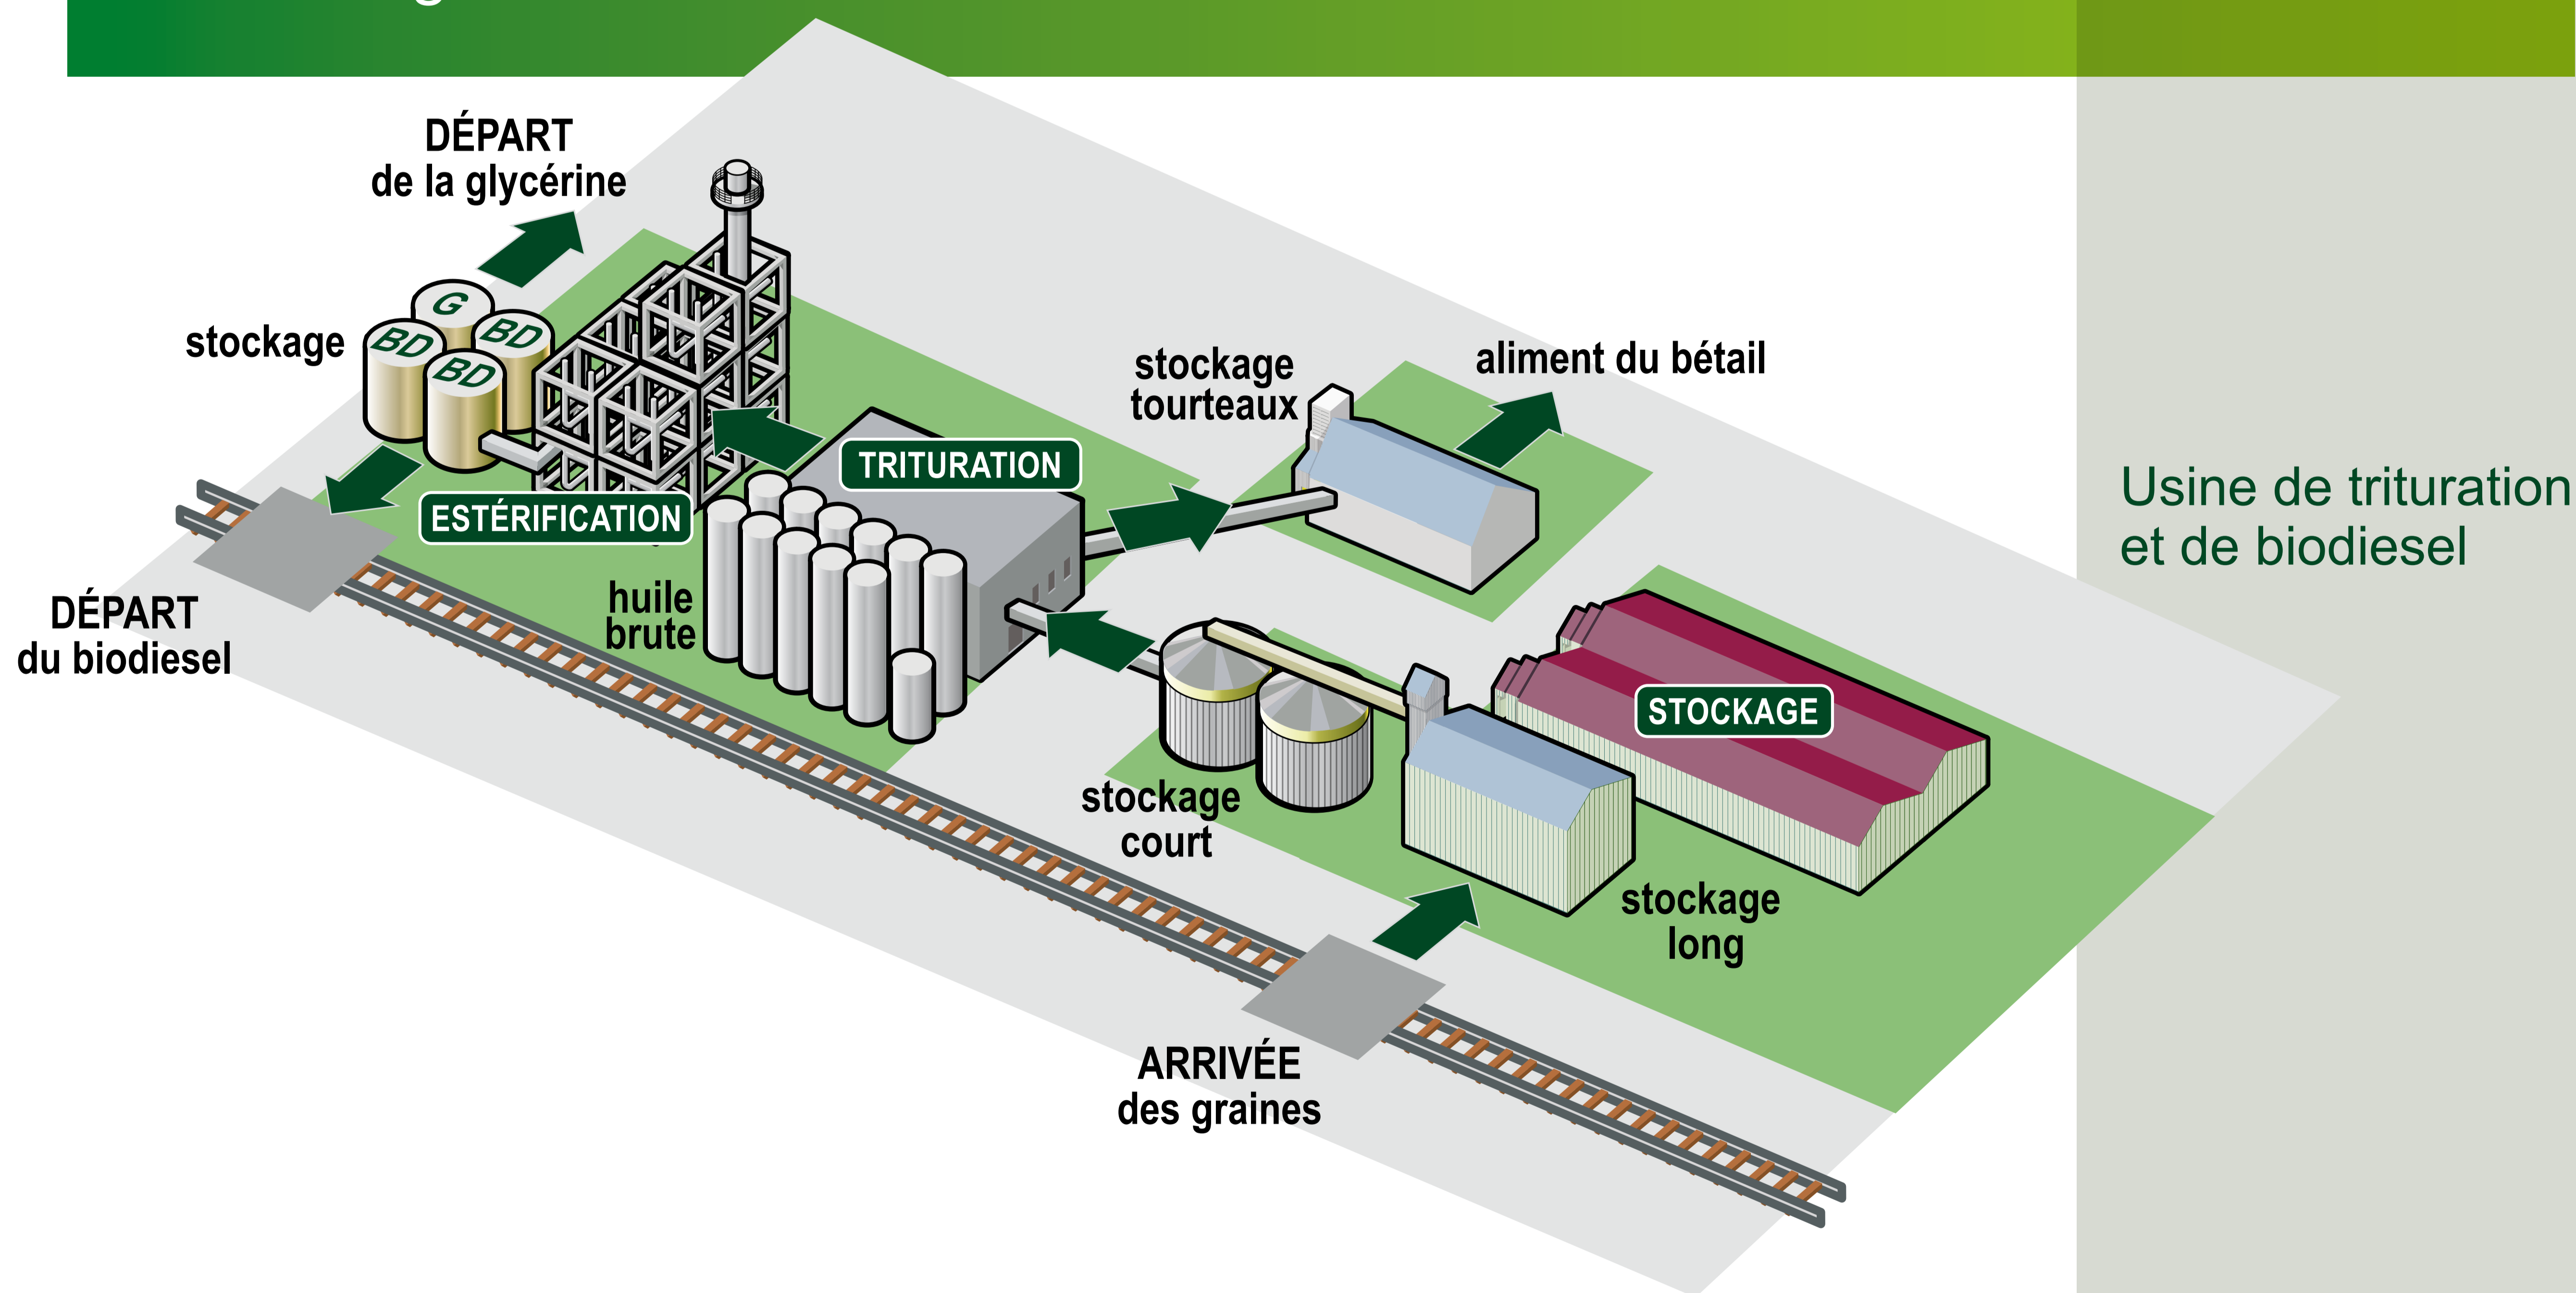 DÉPART
de la glycérine
G
BD
BD
BD
stockage
ESTÉRIFICATION
TRITURATION
stockage
tourteaux
aliment du bétail
Usine de trituration
et de biodiesel
DÉPART
du biodiesel
huile
brute
STOCKAGE
stockage
court
stockage
long
ARRIVÉE
des graines